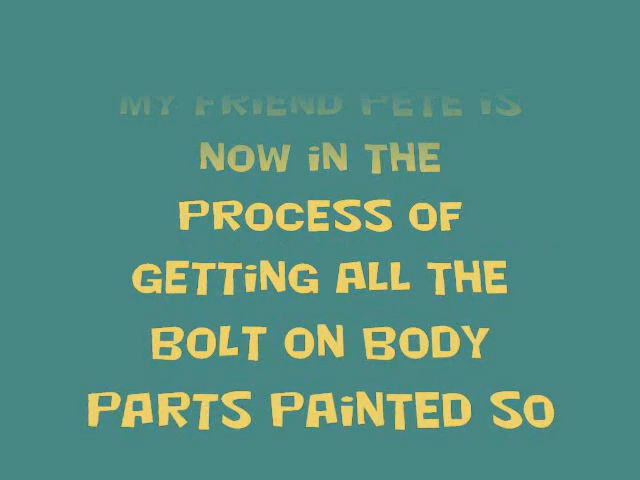 MY FRIEND PETE IS
NOW iN THE
PROCESS OF
GETTiNG ALL THE
BOLT ON BODY
PARTS PAiNTED SO